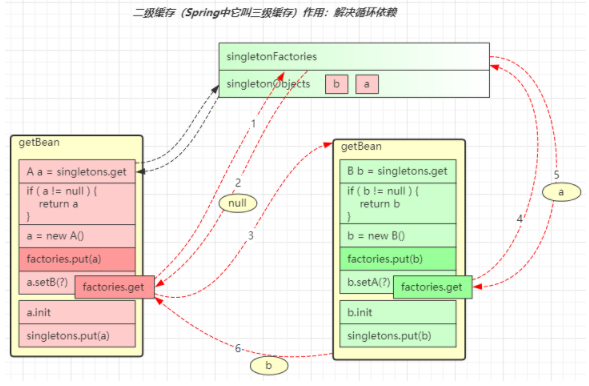 二级缓存（Spring中它叫三级缓存）作用：解决循环依赖
singletonFactories
singletonObjects b a
getBean
A a = singletons.get
if ( a != null ) {
return a
}
a = new A()
factories.put(a)
a.setB(?)
factories.get
a.init
singletons.put(a)
1
2
null
3
getBean
B b = singletons.get
if ( b != null ) {
return b
}
b = new B()
factories.put(b)
b.setA(?)
factories.get
b.init
singletons.put(b)
4
5
a
6
b